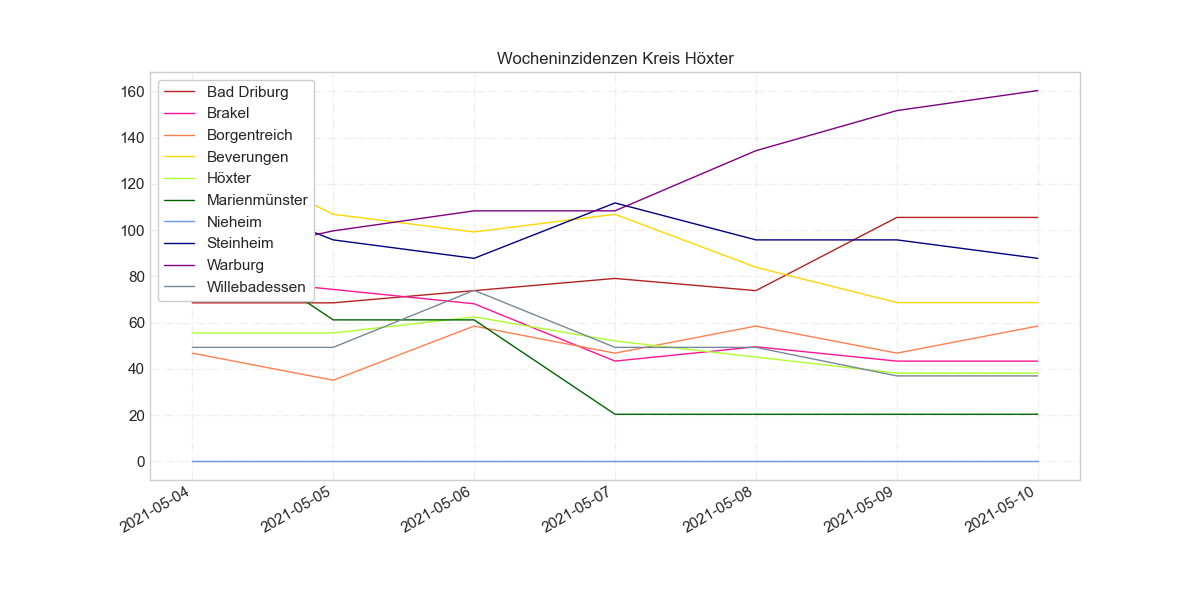 Wocheninzidenzen Kreis Höxter
160
140
120
100
80
60
40
20
0
Bad Driburg
Brakel
Borgentreich
Beverungen
Höxter
Marienmünster
Nieheim
Steinheim
Warburg
Willebadessen
2021-05-04
2021-05-05
2021-05-06
2021-05-07
2021-05-08
2021-05-09
2021-05-10